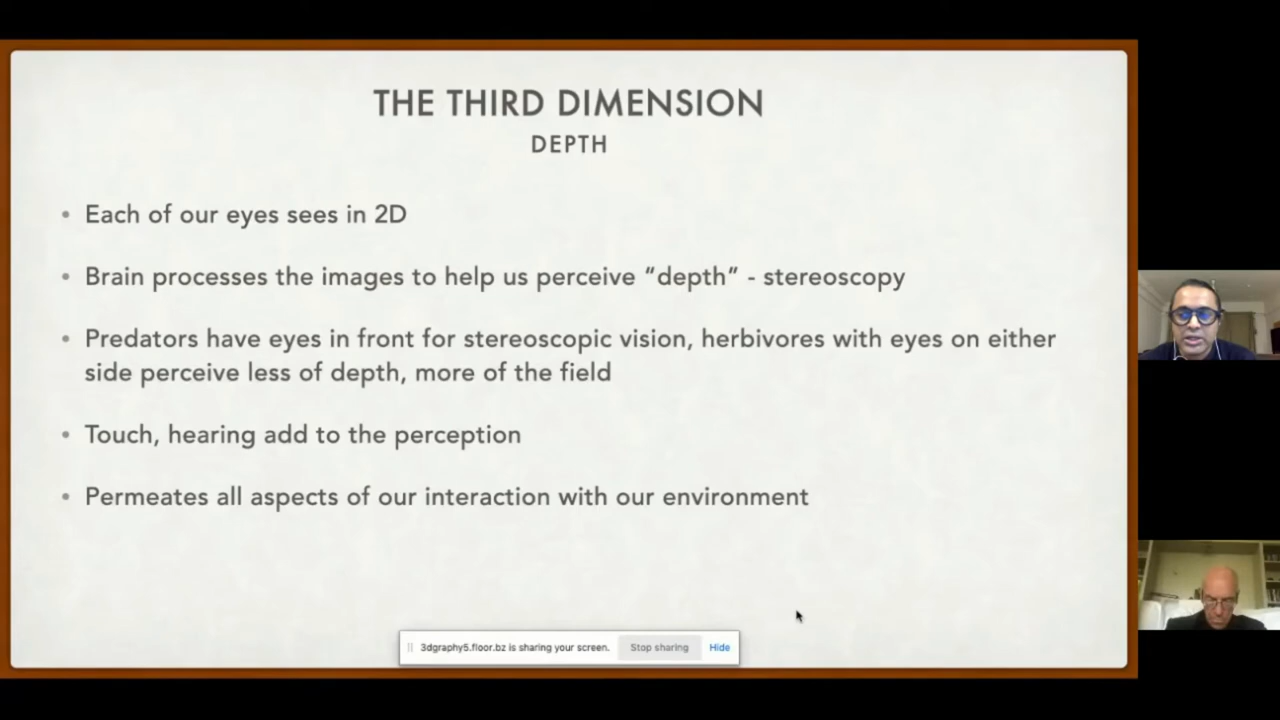 THE THIRD DIMENSION
DEPTH
• Each of our eyes sees in 2D
• Brain processes the images to help us perceive “depth” - stereoscopy
• Predators have eyes in front for stereoscopic vision, herbivores with eyes on either
side perceive less of depth, more of the field
• Touch, hearing add to the perception
• Permeates all aspects of our interaction with our environment
3dgraphy5.floor.bz is sharing your screen. Stop sharing Hide